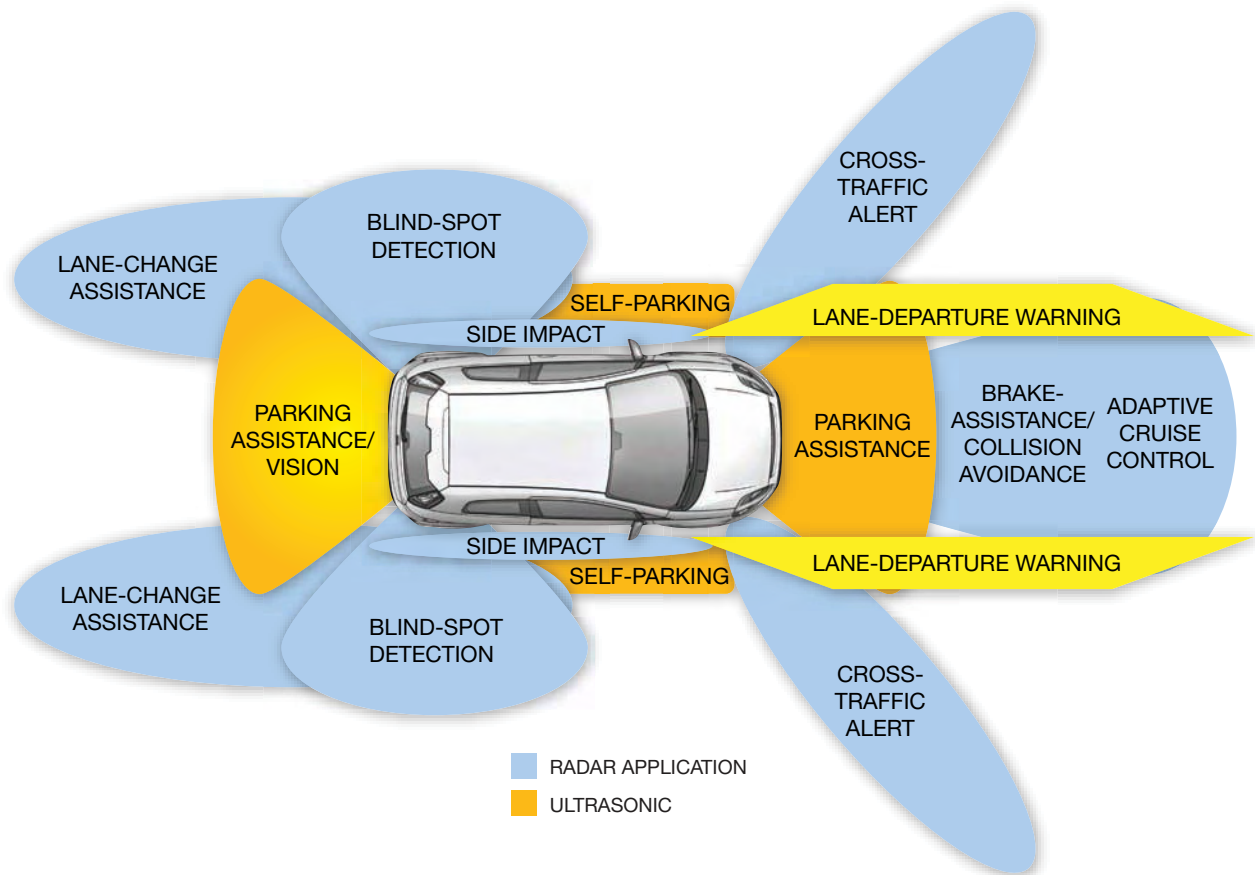 CROSS-
TRAFFIC
ALERT
BLIND-SPOT
DETECTION
LANE-CHANGE
ASSISTANCE
SELF-PARKING
SIDE IMPACT
LANE-DEPARTURE WARNING
PARKING
ASSISTANCE/
VISION
PARKING
ASSISTANCE
BRAKE-
ASSISTANCE/
COLLISION
AVOIDANCE
ADAPTIVE
CRUISE
CONTROL
SIDE IMPACT
LANE-DEPARTURE WARNING
SELF-PARKING
LANE-CHANGE
ASSISTANCE
BLIND-SPOT
DETECTION
CROSS-
TRAFFIC
ALERT
RADAR APPLICATION
ULTRASONIC